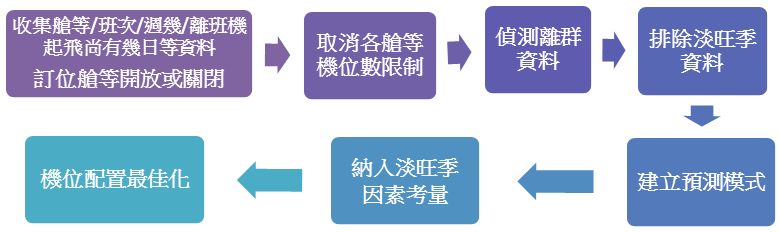 收集艙等/班次/週幾/離班機
起飛尚有幾日等資料
訂位艙等開放或關閉
取消各艙等
機位數限制
偵測離群
資料
排除淡旺季
資料
建立預測模式
納入淡旺季
因素考量
機位配置最佳化